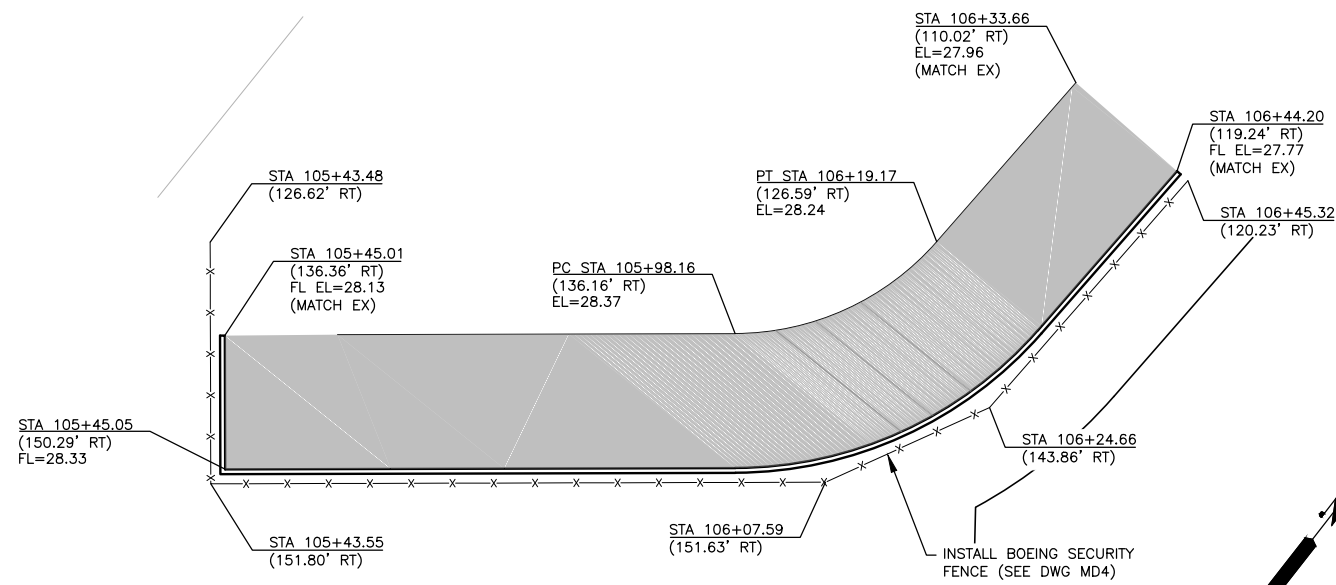 STA 106+33.66
(110.02' RT)
EL=27.96
(MATCH EX)
STA 106+44.20
(119.24' RT)
FL EL=27.77
(MATCH EX)
STA 105+43.48
(126.62' RT)
PT STA 106+19.17
(126.59' RT)
EL=28.24
STA 106+45.32
(120.23' RT)
STA 105+45.01
(136.36' RT)
FL EL=28.13
(MATCH EX)
PC STA 105+98.16
(136.16' RT)
EL=28.37
STA 105+45.05
(150.29' RT)
FL=28.33
STA 106+24.66
(143.86' RT)
STA 106+07.59
(151.63' RT)
STA 105+43.55
(151.80' RT)
INSTALL BOEING SECURITY
FENCE (SEE DWG MD4)